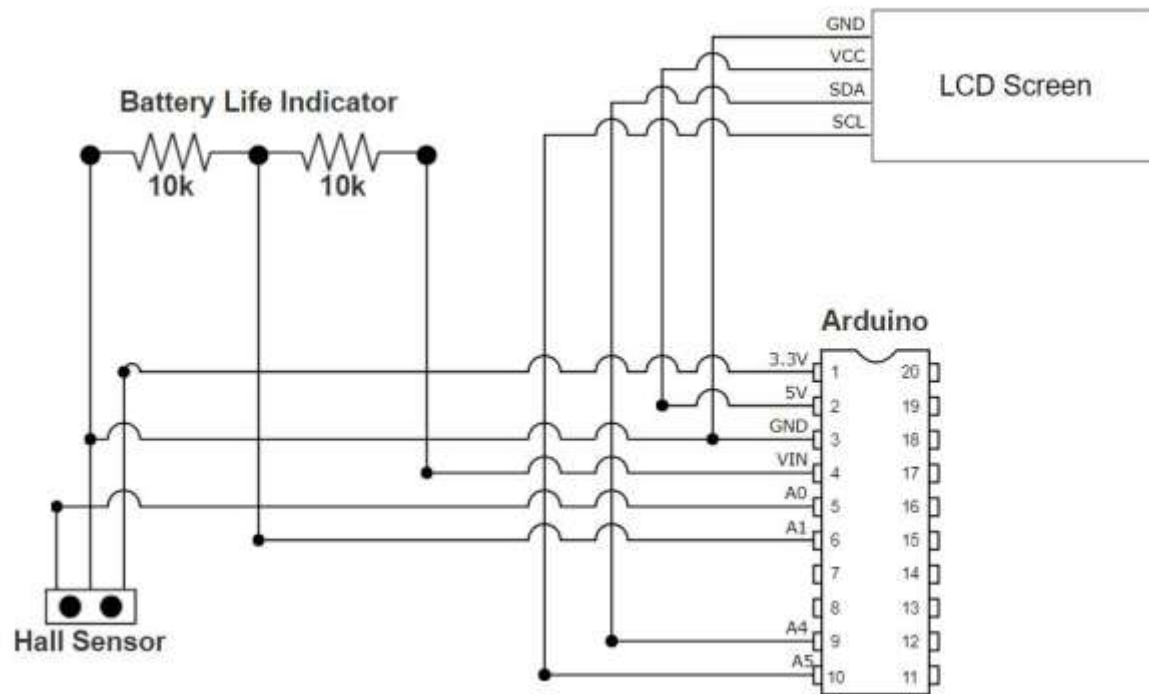 GND
VCC
SDA
SCL
LCD Screen
Battery Life Indicator
10k
10k
Arduino
3.3V
1
20
5V
2
19
GND
3
18
VIN
4
17
A0
5
16
A1
6
15
7
14
8
13
A4
9
12
A5
10
11
Hall Sensor